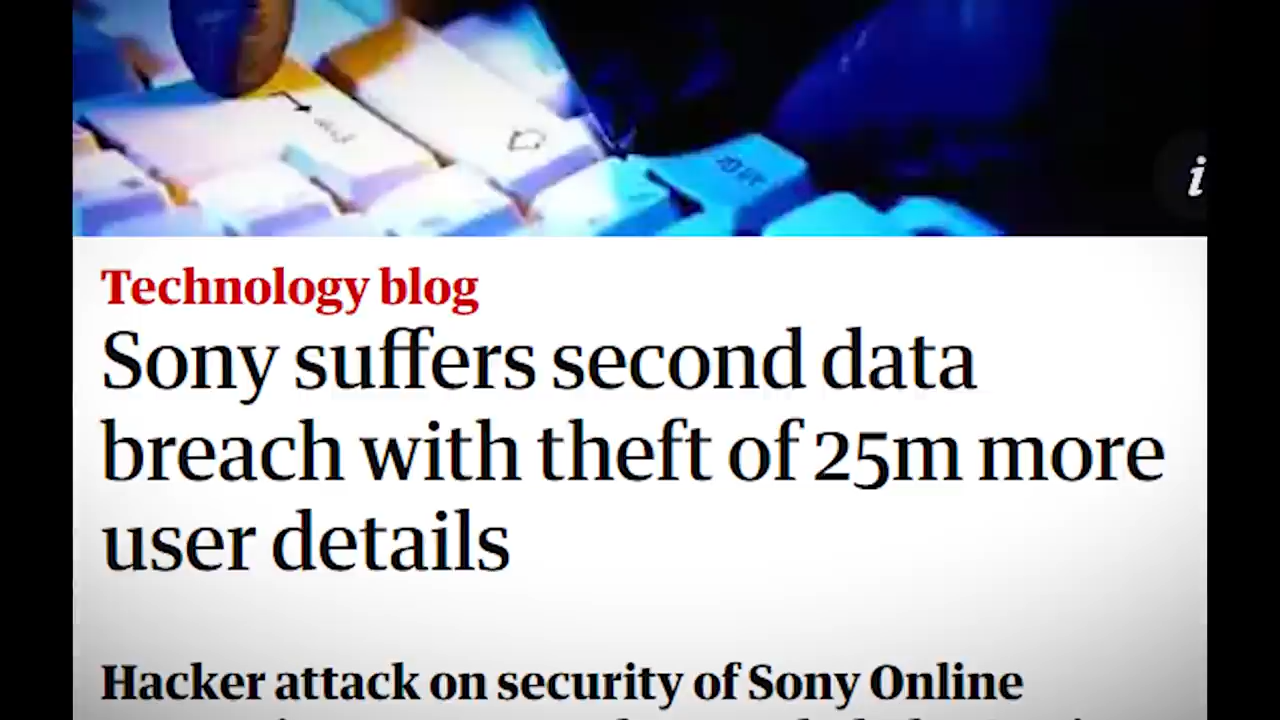 i
Technology blog
Sony suffers second data
breach with theft of 25m more
user details
Hacker attack on security of Sony Online